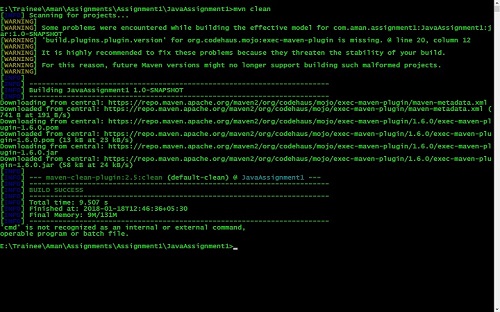 E:\Trainee\Aman\Assignments\Assignment1\JavaAssignment1>mvn clean
[INFO] Scanning for projects...
[WARNING]
[WARNING] Some problems were encountered while building the effective model for com.aman.assignment1:JavaAssignment1:j
ar:1.0-SNAPSHOT
[WARNING] 'build.plugins.plugin.version' for org.codehaus.mojo:exec-maven-plugin is missing. @ line 20, column 12
[WARNING]
[WARNING] It is highly recommended to fix these problems because they threaten the stability of your build.
[WARNING]
[WARNING] For this reason, future Maven versions might no longer support building such malformed projects.
[WARNING]
[INFO]
[INFO] ------------------------------------------------------------------------
[INFO] Building JavaAssignment1 1.0-SNAPSHOT
[INFO] ------------------------------------------------------------------------
Downloading from central: https://repo.maven.apache.org/maven2/org/codehaus/mojo/exec-maven-plugin/maven-metadata.xml
Downloaded from central: https://repo.maven.apache.org/maven2/org/codehaus/mojo/exec-maven-plugin/maven-metadata.xml (
741 B at 191 B/s)
Downloading from central: https://repo.maven.apache.org/maven2/org/codehaus/mojo/exec-maven-plugin/1.6.0/exec-maven-pl
ugin-1.6.0.pom
Downloaded from central: https://repo.maven.apache.org/maven2/org/codehaus/mojo/exec-maven-plugin/1.6.0/exec-maven-plu
gin-1.6.0.pom (13 kB at 23 kB/s)
Downloading from central: https://repo.maven.apache.org/maven2/org/codehaus/mojo/exec-maven-plugin/1.6.0/exec-maven-pl
ugin-1.6.0.jar
Downloaded from central: https://repo.maven.apache.org/maven2/org/codehaus/mojo/exec-maven-plugin/1.6.0/exec-maven-plu
gin-1.6.0.jar (58 kB at 24 kB/s)
[INFO]
[INFO] --- maven-clean-plugin:2.5:clean (default-clean) @ JavaAssignment1 ---
[INFO] ------------------------------------------------------------------------
[INFO] BUILD SUCCESS
[INFO] ------------------------------------------------------------------------
[INFO] Total time: 9.507 s
[INFO] Finished at: 2018-01-18T12:46:36+05:30
[INFO] Final Memory: 9M/131M
[INFO] ------------------------------------------------------------------------
'cmd' is not recognized as an internal or external command,
operable program or batch file.
E:\Trainee\Aman\Assignments\Assignment1\JavaAssignment1>